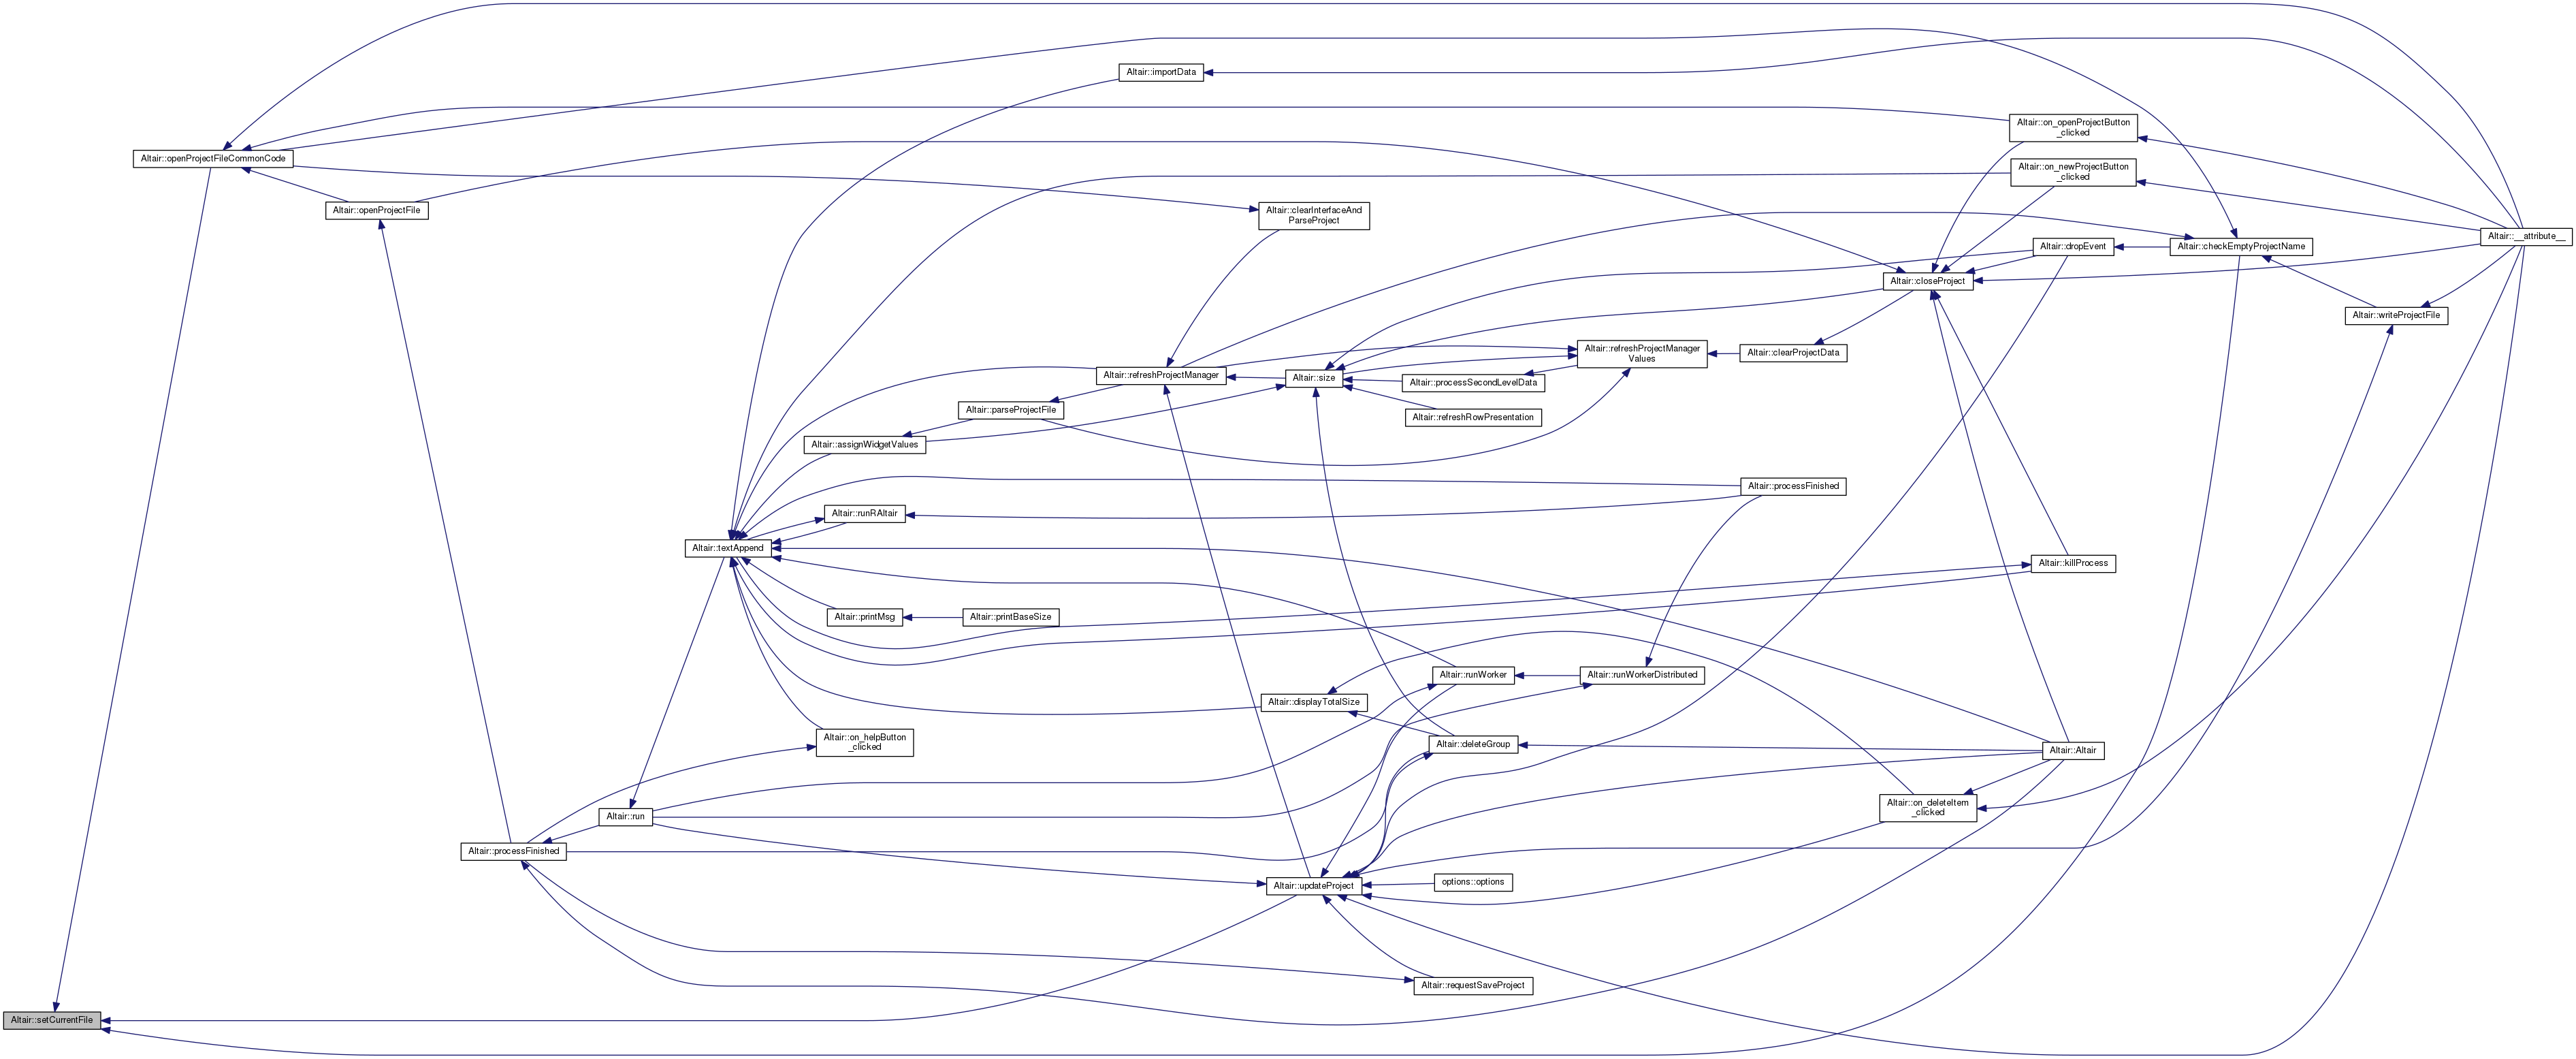 Altair::importData
Altair::on_openProjectButton
_clicked
Altair::openProjectFileCommonCode
Altair::on_newProjectButton
_clicked
Altair::openProjectFile
Altair::clearInterfaceAnd
ParseProject
Altair::__attribute__
Altair::dropEvent
Altair::checkEmptyProjectName
Altair::closeProject
Altair::writeProjectFile
Altair::refreshProjectManager
Values
Altair::clearProjectData
Altair::refreshProjectManager
Altair::size
Altair::processSecondLevelData
Altair::parseProjectFile
Altair::refreshRowPresentation
Altair::assignWidgetValues
Altair::processFinished
Altair::runRAltair
Altair::textAppend
Altair::killProcess
Altair::printMsg
Altair::printBaseSize
Altair::runWorker
Altair::runWorkerDistributed
Altair::displayTotalSize
Altair::on_helpButton
_clicked
Altair::deleteGroup
Altair::Altair
Altair::on_deleteItem
_clicked
Altair::run
Altair::processFinished
Altair::updateProject
options::options
Altair::requestSaveProject
Altair::setCurrentFile